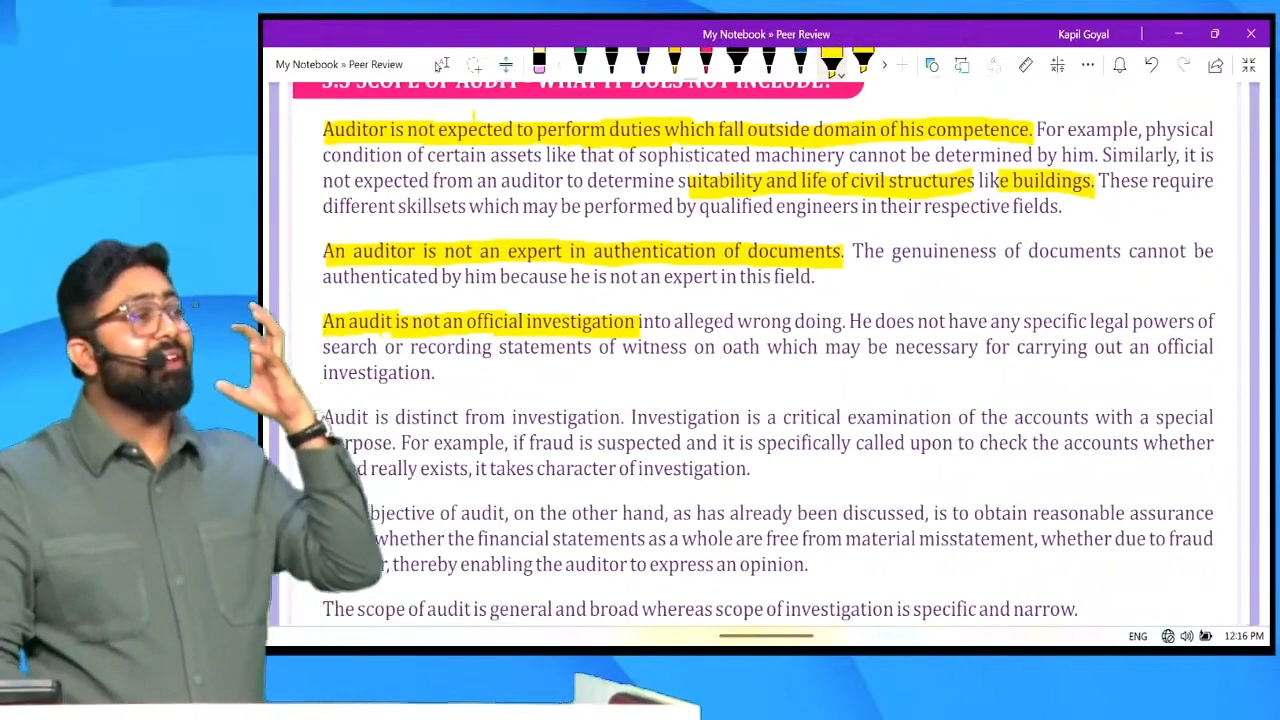 My Notebook » Peer Review
Kapil Goyal
My Notebook » Peer Review
3.3 SCOPE OF AUDIT - WHAT IT DOES NOT INCLUDE?
Auditor is not expected to perform duties which fall outside domain of his competence. For example, physical
condition of certain assets like that of sophisticated machinery cannot be determined by him. Similarly, it is
not expected from an auditor to determine suitability and life of civil structures like buildings. These require
different skillsets which may be performed by qualified engineers in their respective fields.
An auditor is not an expert in authentication of documents. The genuineness of documents cannot be
authenticated by him because he is not an expert in this field.
An audit is not an official investigation into alleged wrong doing. He does not have any specific legal powers of
search or recording statements of witness on oath which may be necessary for carrying out an official
investigation.
Audit is distinct from investigation. Investigation is a critical examination of the accounts with a special
purpose. For example, if fraud is suspected and it is specifically called upon to check the accounts whether
really exists, it takes character of investigation.
objective of audit, on the other hand, as has already been discussed, is to obtain reasonable assurance
whether the financial statements as a whole are free from material misstatement, whether due to fraud
thereby enabling the auditor to express an opinion.
The scope of audit is general and broad whereas scope of investigation is specific and narrow.
ENG 12:16 PM